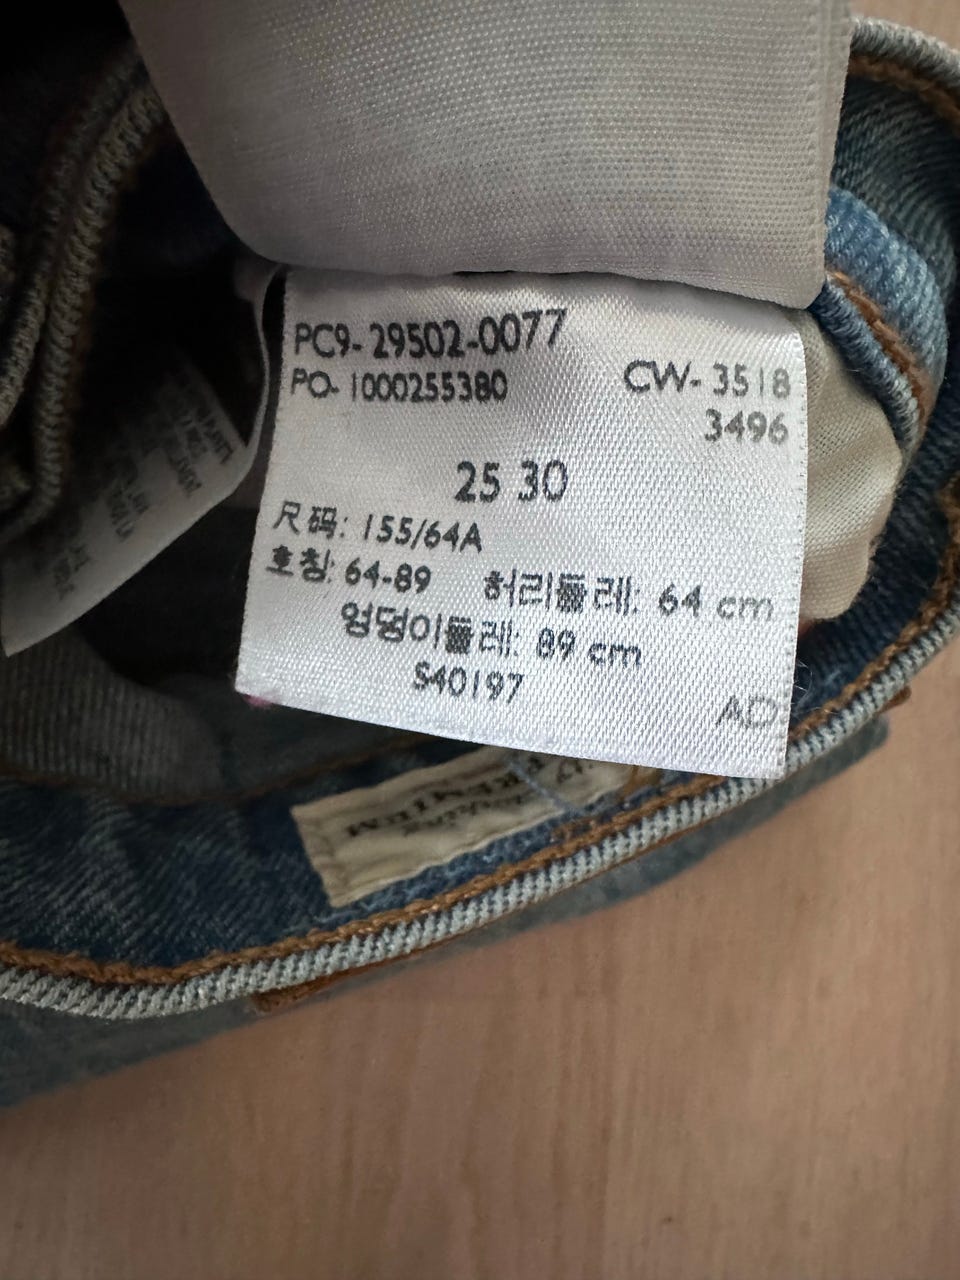 PC9-29502-0077
PO-1000255380
CW-3518
3496
25 30
尺码: 155/64A
호칭: 64-89 허리둘레: 64 cm
엉덩이둘레: 89 cm
S40197
AD
PREMIUM